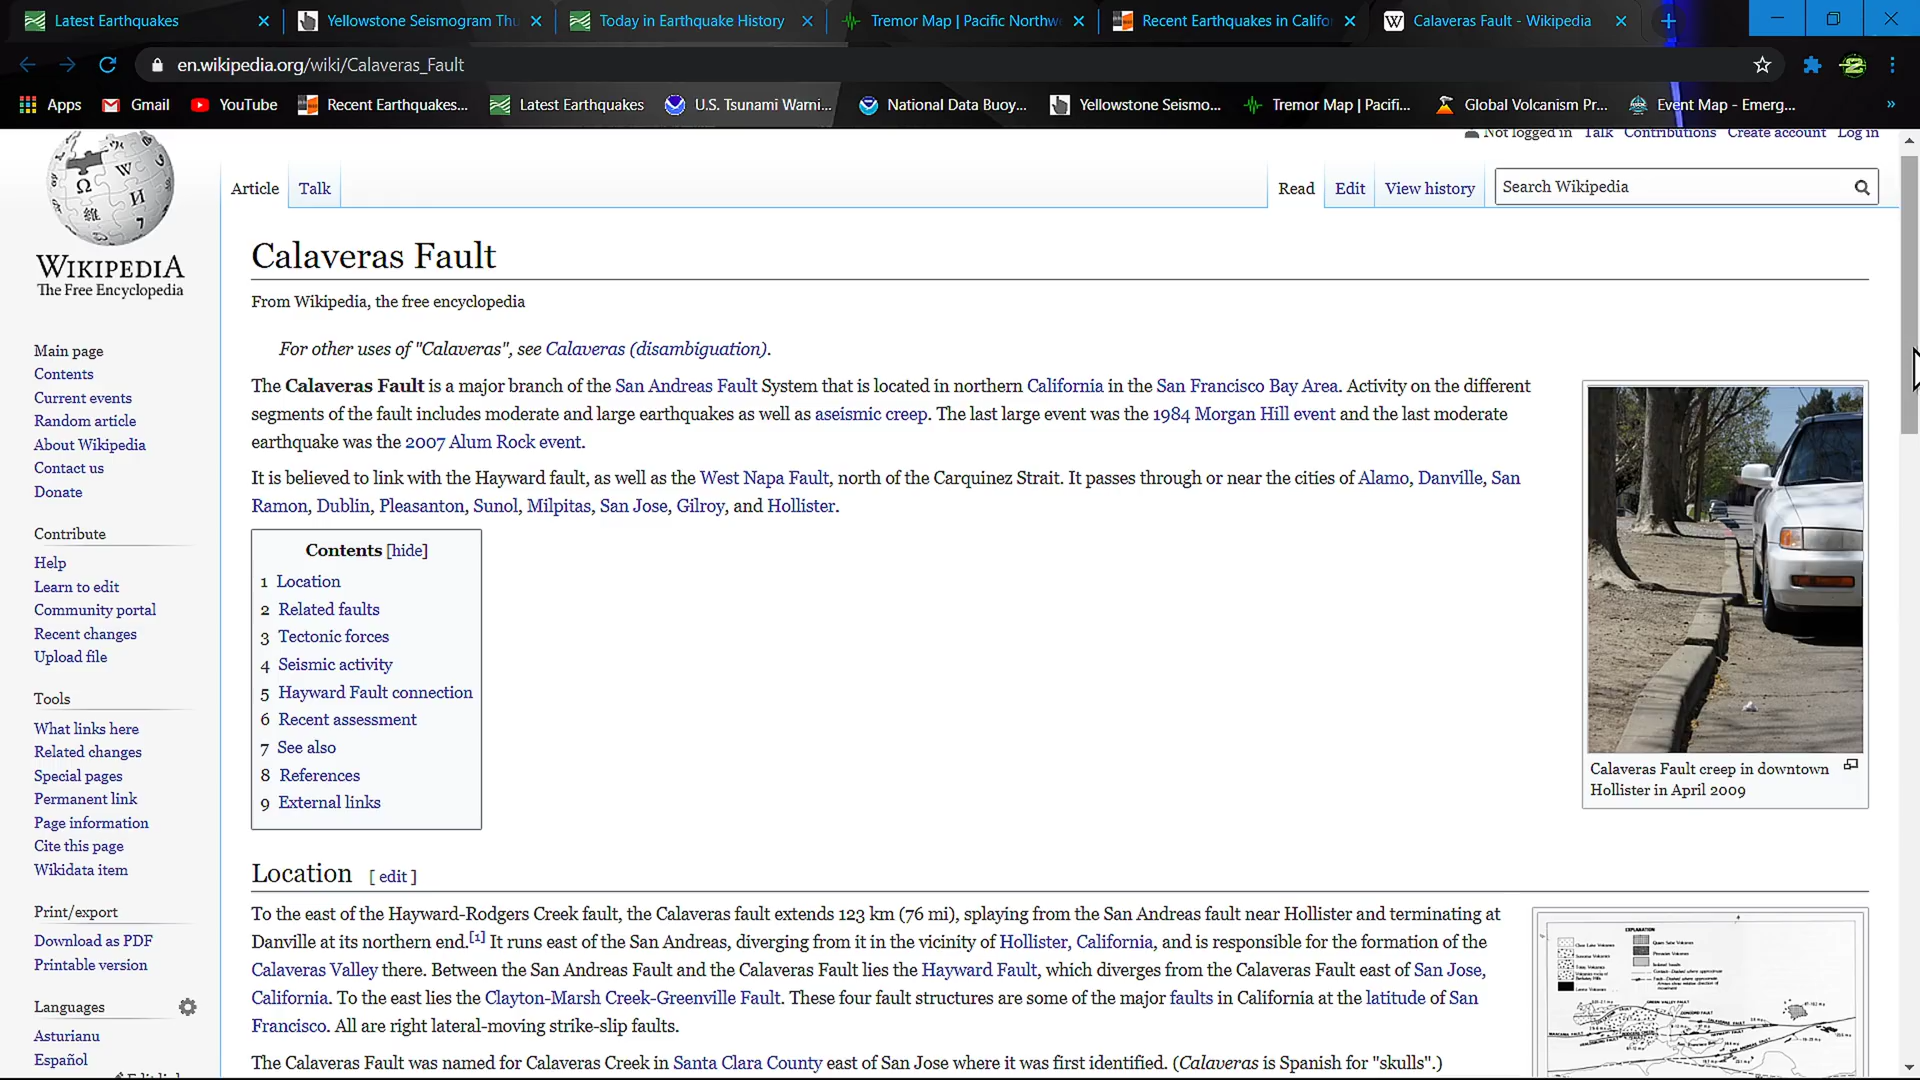 Latest Earthquakes
Yellowstone Seismogram Thu
Today in Earthquake History
Tremor Map | Pacific Northw
Recent Earthquakes in Califo
Calaveras Fault - Wikipedia
en.wikipedia.org/wiki/Calaveras_Fault
Apps
Gmail
YouTube
Recent Earthquakes...
Latest Earthquakes
U.S. Tsunami Warni...
National Data Buoy...
Yellowstone Seismo...
Tremor Map | Pacifi...
Global Volcanism Pr...
Event Map - Emerg...
Not logged in Talk Contributions Create account Log in
Article Talk
Read Edit View history
Search Wikipedia
WIKIPEDIA
The Free Encyclopedia
Main page
Contents
Current events
Random article
About Wikipedia
Contact us
Donate
Contribute
Help
Learn to edit
Community portal
Recent changes
Upload file
Tools
What links here
Related changes
Special pages
Permanent link
Page information
Cite this page
Wikidata item
Print/export
Download as PDF
Printable version
Languages
Asturianu
Español
Calaveras Fault
From Wikipedia, the free encyclopedia
For other uses of "Calaveras", see Calaveras (disambiguation).
The Calaveras Fault is a major branch of the San Andreas Fault System that is located in northern California in the San Francisco Bay Area. Activity on the different
segments of the fault includes moderate and large earthquakes as well as aseismic creep. The last large event was the 1984 Morgan Hill event and the last moderate
earthquake was the 2007 Alum Rock event.
It is believed to link with the Hayward fault, as well as the West Napa Fault, north of the Carquinez Strait. It passes through or near the cities of Alamo, Danville, San
Ramon, Dublin, Pleasanton, Sunol, Milpitas, San Jose, Gilroy, and Hollister.
Contents [hide]
1 Location
2 Related faults
3 Tectonic forces
4 Seismic activity
5 Hayward Fault connection
6 Recent assessment
7 See also
8 References
9 External links
Calaveras Fault creep in downtown
Hollister in April 2009
Location [ edit ]
To the east of the Hayward-Rodgers Creek fault, the Calaveras fault extends 123 km (76 mi), splaying from the San Andreas fault near Hollister and terminating at
Danville at its northern end.[1] It runs east of the San Andreas, diverging from it in the vicinity of Hollister, California, and is responsible for the formation of the
Calaveras Valley there. Between the San Andreas Fault and the Calaveras Fault lies the Hayward Fault, which diverges from the Calaveras Fault east of San Jose,
California. To the east lies the Clayton-Marsh Creek-Greenville Fault. These four fault structures are some of the major faults in California at the latitude of San
Francisco. All are right lateral-moving strike-slip faults.
The Calaveras Fault was named for Calaveras Creek in Santa Clara County east of San Jose where it was first identified. (Calaveras is Spanish for "skulls".)
EXPLANATION